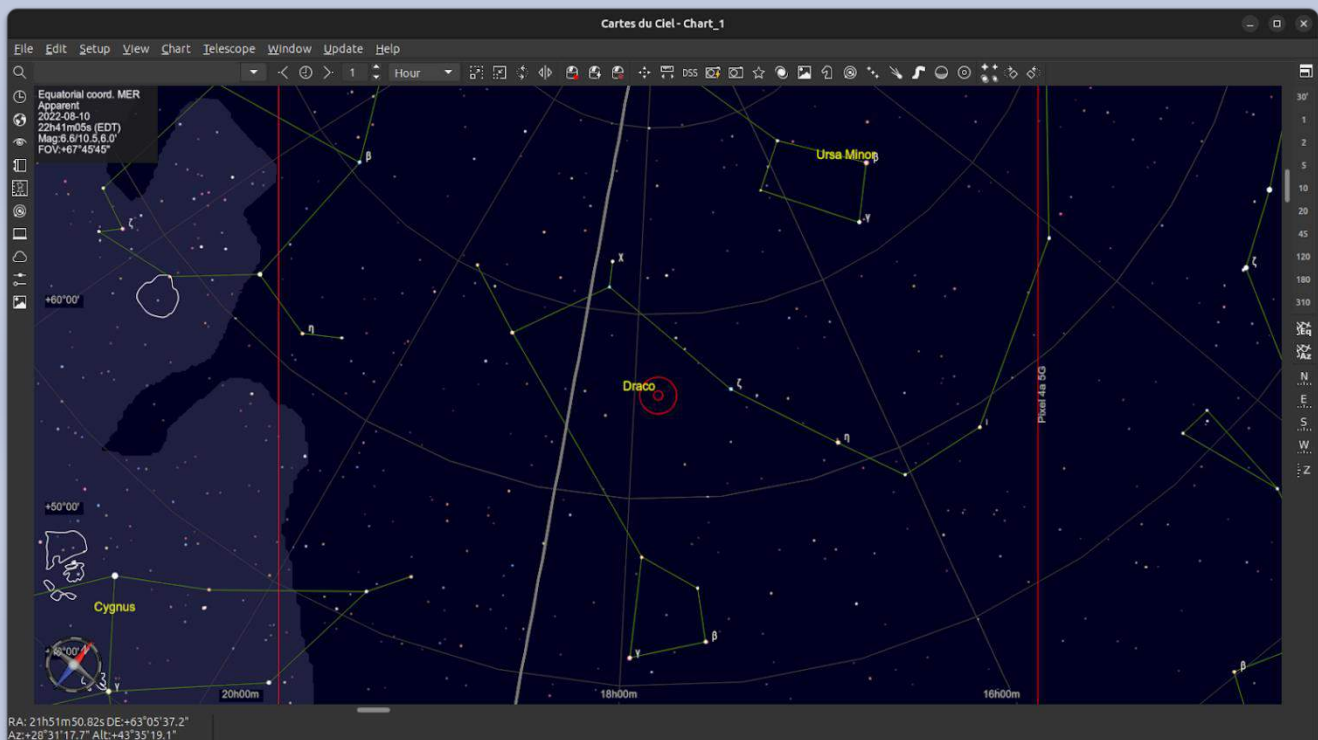 Cartes du Ciel - Chart_1
File Edit Setup View Chart Telescope Window Update Help
1 Hour DSS
Equatorial coord. MER
Apparent
2022-08-10
22h41m05s (EDT)
Mag:6.6/10.5,6.0'
FOV:+67°45'45"
30'
1
2
5
10
20
45
120
180
310
Eq
Az
N
E
S
W
Z
β
Ursa Minor
β
γ
ζ
χ
ζ
+60°00'
η
Draco
ζ
Pixel 4a 5G
η
ι
+50°00'
Cygnus
β
γ
β
γ
20h00m
18h00m
16h00m
RA: 21h51m50.82s DE:+63°05'37.2"
Az:+28°31'17.7" Alt:+43°35'19.1"